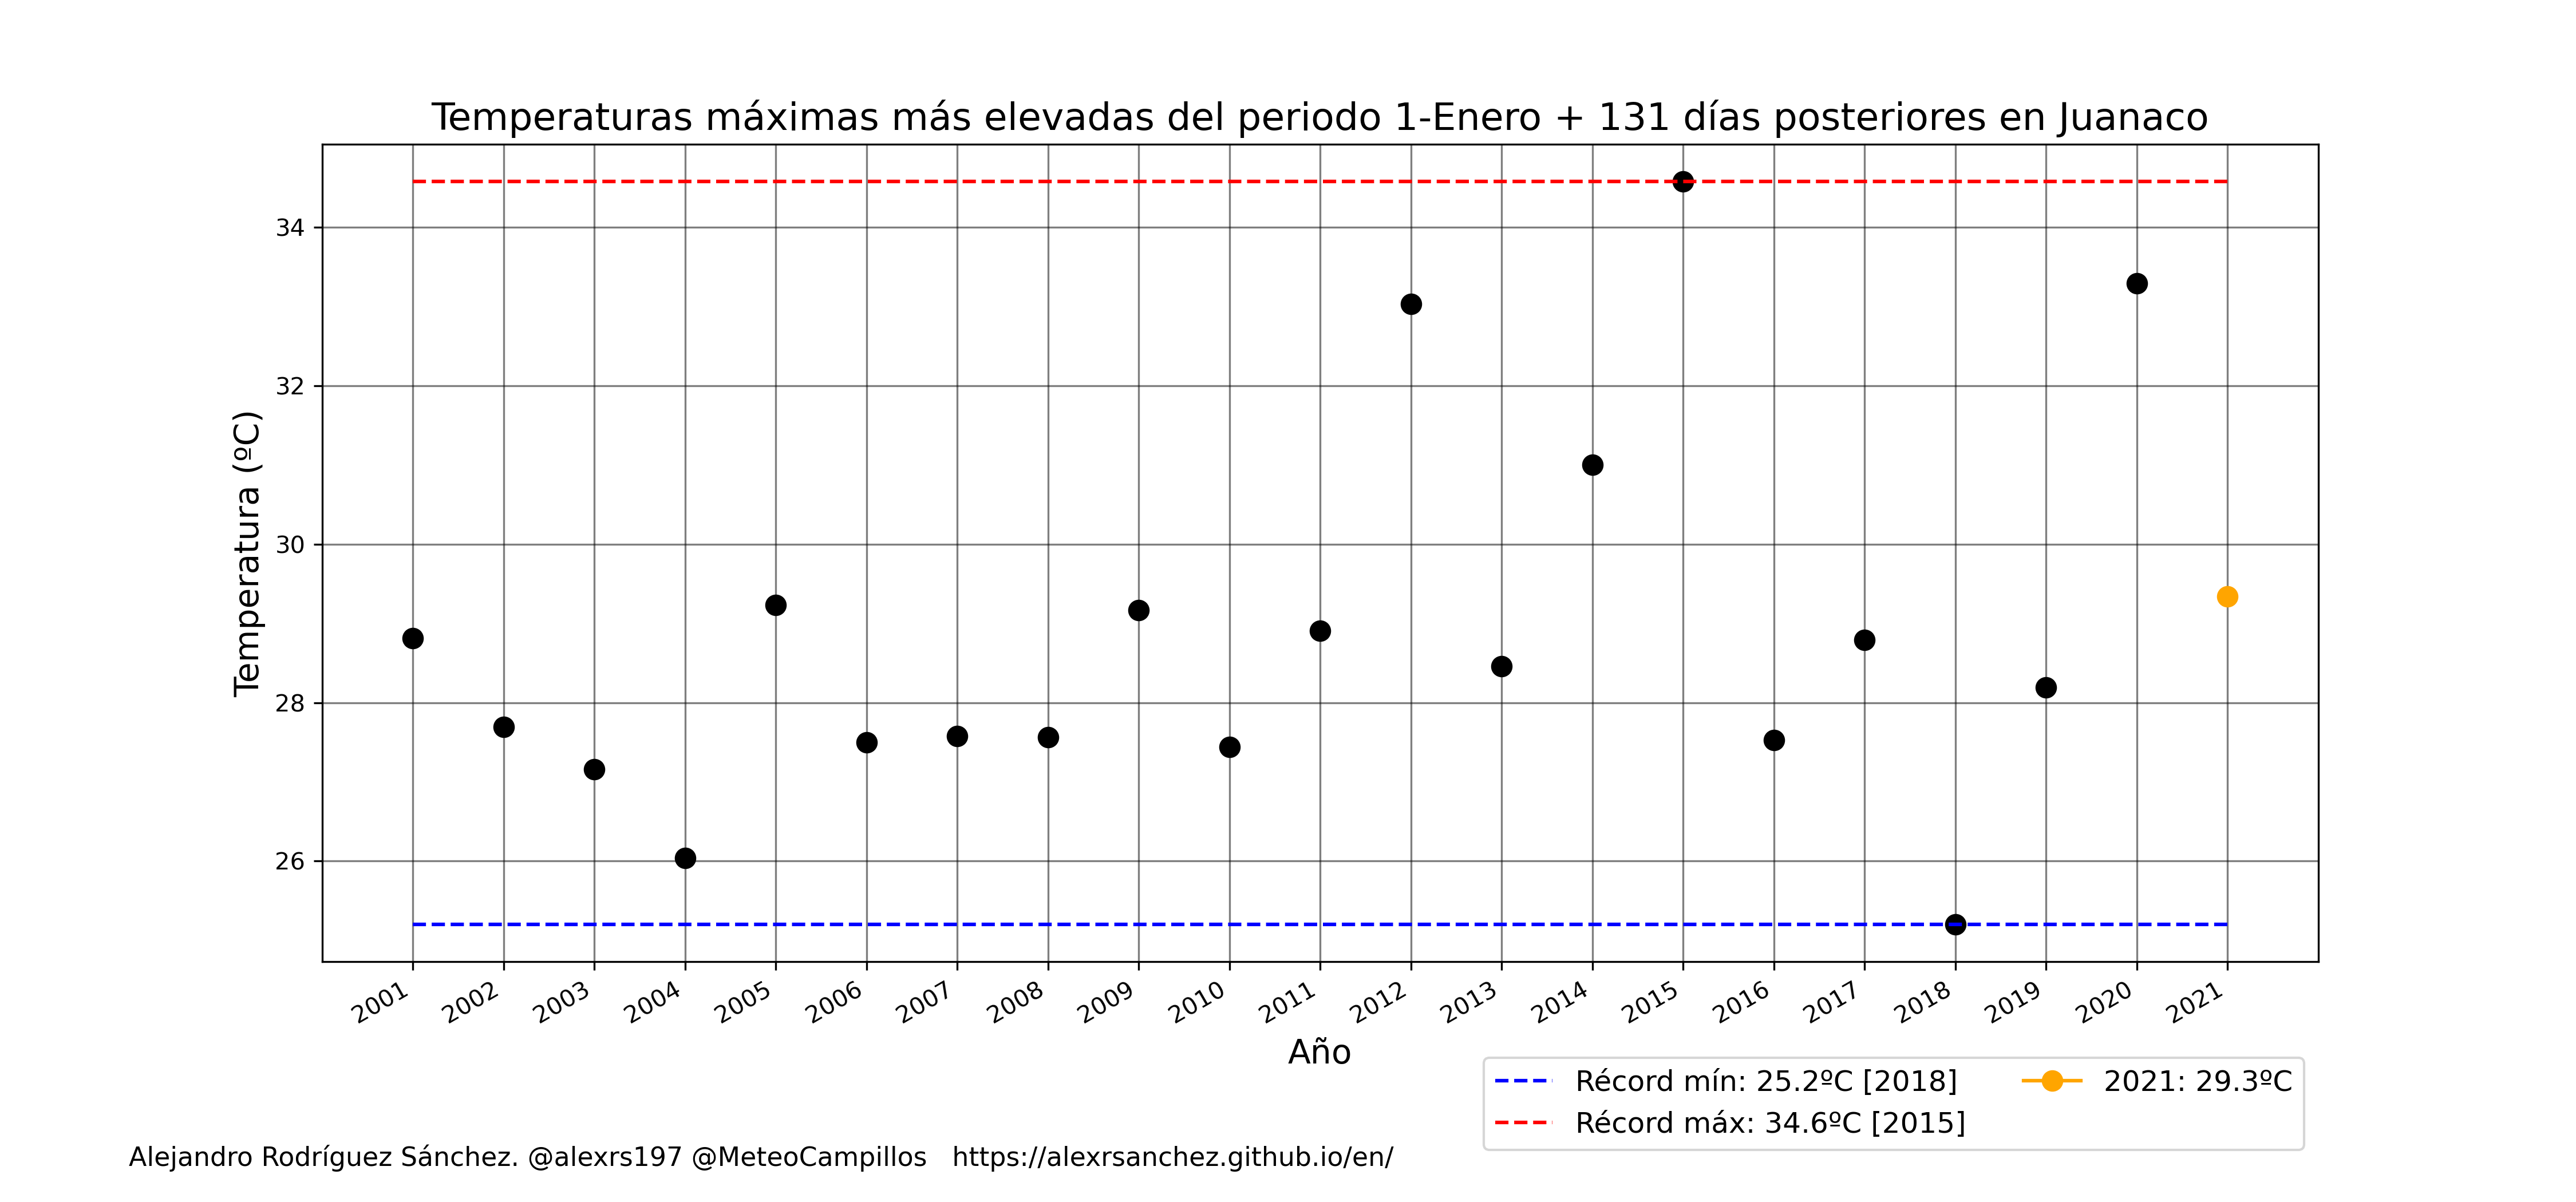 Temperaturas máximas más elevadas del periodo 1-Enero + 131 días posteriores en Juanaco
Temperatura (ºC)
34
32
30
28
26
2001 2002 2003 2004 2005 2006 2007 2008 2009 2010 2011 2012 2013 2014 2015 2016 2017 2018 2019 2020 2021
Año
Récord mín: 25.2ºC [2018]
Récord máx: 34.6ºC [2015]
2021: 29.3ºC
Alejandro Rodríguez Sánchez. @alexrs197 @MeteoCampillos https://alexrsanchez.github.io/en/